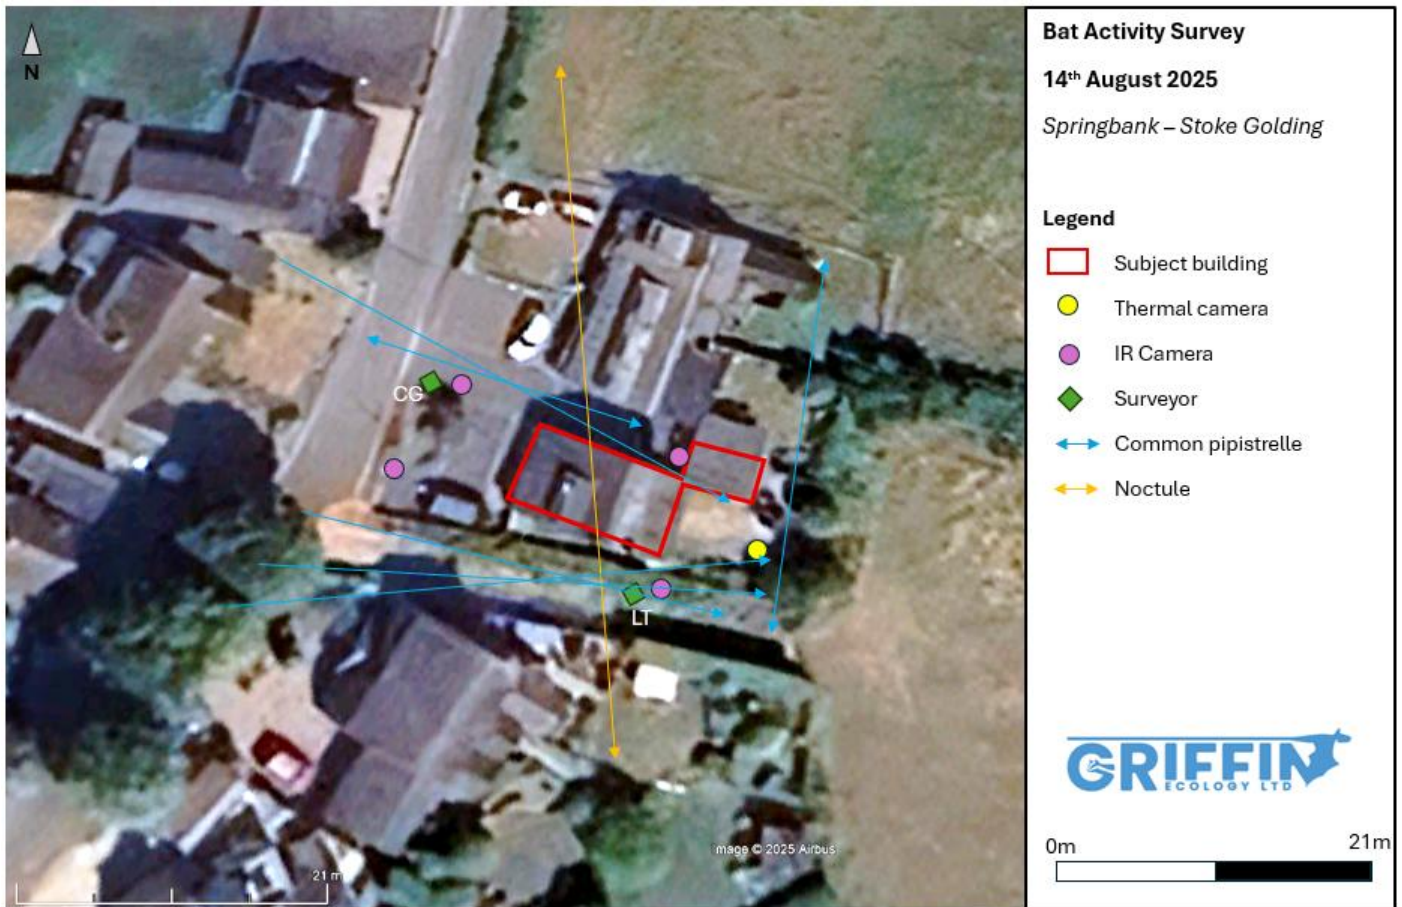 N
CG
LT
Image © 2025 Airbus
21 m
Bat Activity Survey
14th August 2025
Springbank – Stoke Golding
Legend
Subject building
Thermal camera
IR Camera
Surveyor
Common pipistrelle
Noctule
GRIFFIN
ECOLOGY LTD
0m
21m